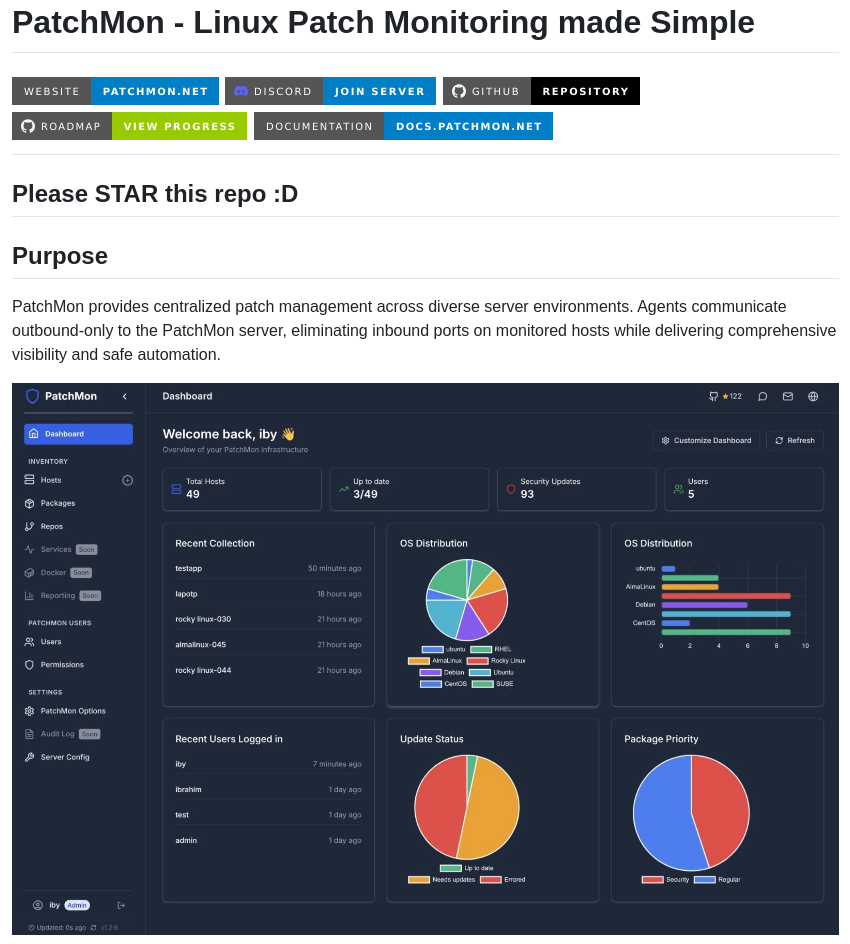 PatchMon - Linux Patch Monitoring made Simple
WEBSITE PATCHMON.NET DISCORD JOIN SERVER GITHUB REPOSITORY
ROADMAP VIEW PROGRESS DOCUMENTATION DOCS.PATCHMON.NET
Please STAR this repo :D
Purpose
PatchMon provides centralized patch management across diverse server environments. Agents communicate
outbound-only to the PatchMon server, eliminating inbound ports on monitored hosts while delivering comprehensive
visibility and safe automation.
PatchMon
Dashboard
INVENTORY
Hosts
Packages
Repos
Services Soon
Docker Soon
Reporting Soon
PATCHMON USERS
Users
Permissions
SETTINGS
PatchMon Options
Audit Log Soon
Server Config
iby Admin
Updated: 0s ago v1.2.6
Dashboard
122
Welcome back, iby 👋
Overview of your PatchMon infrastructure
Customize Dashboard
Refresh
Total Hosts
49
Up to date
3/49
Security Updates
93
Users
5
Recent Collection
testapp 50 minutes ago
lapotp 18 hours ago
rocky linux-030 21 hours ago
almalinux-045 21 hours ago
rocky linux-044 21 hours ago
OS Distribution
ubuntu RHEL
AlmaLinux Rocky Linux
Debian Ubuntu
CentOS SUSE
OS Distribution
ubuntu
AlmaLinux
Debian
CentOS
0 2 4 6 8 10
Recent Users Logged in
iby 7 minutes ago
ibrahim 1 day ago
test 1 day ago
admin 1 day ago
Update Status
Up to date
Needs updates Errored
Package Priority
Security Regular